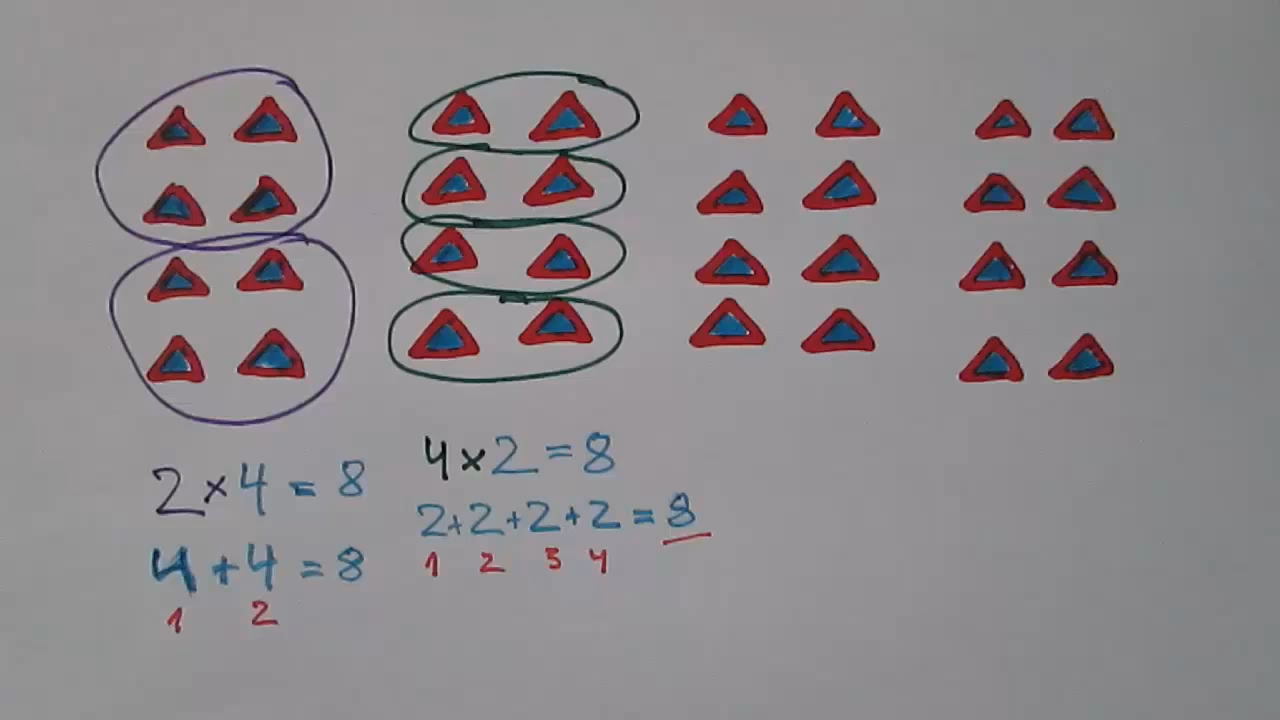 2 × 4 = 8
4 + 4 = 8
1 2
4 × 2 = 8
2 + 2 + 2 + 2 = 8
1 2 3 4